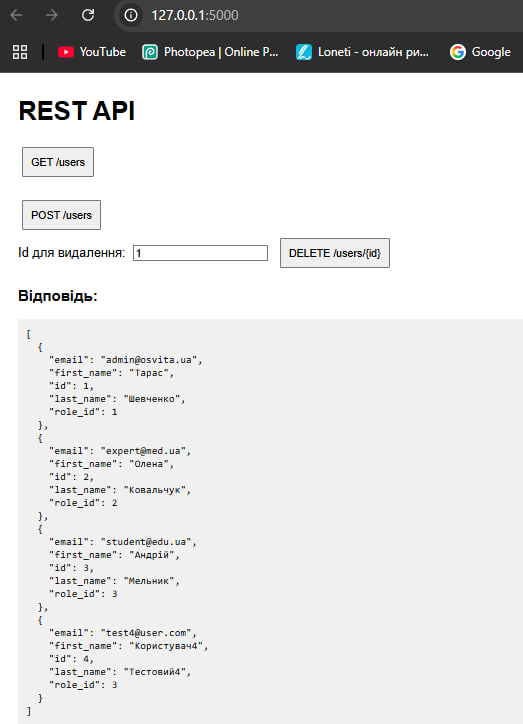 127.0.0.1:5000
YouTube Photopea | Online P... Loneti - онлайн ри... Google
REST API
GET /users
POST /users
Id для видалення: 1 DELETE /users/{id}
Відповідь:
[
  {
    "email": "admin@osvita.ua",
    "first_name": "Тарас",
    "id": 1,
    "last_name": "Шевченко",
    "role_id": 1
  },
  {
    "email": "expert@med.ua",
    "first_name": "Олена",
    "id": 2,
    "last_name": "Ковальчук",
    "role_id": 2
  },
  {
    "email": "student@edu.ua",
    "first_name": "Андрій",
    "id": 3,
    "last_name": "Мельник",
    "role_id": 3
  },
  {
    "email": "test4@user.com",
    "first_name": "Користувач4",
    "id": 4,
    "last_name": "Тестовий4",
    "role_id": 3
  }
]